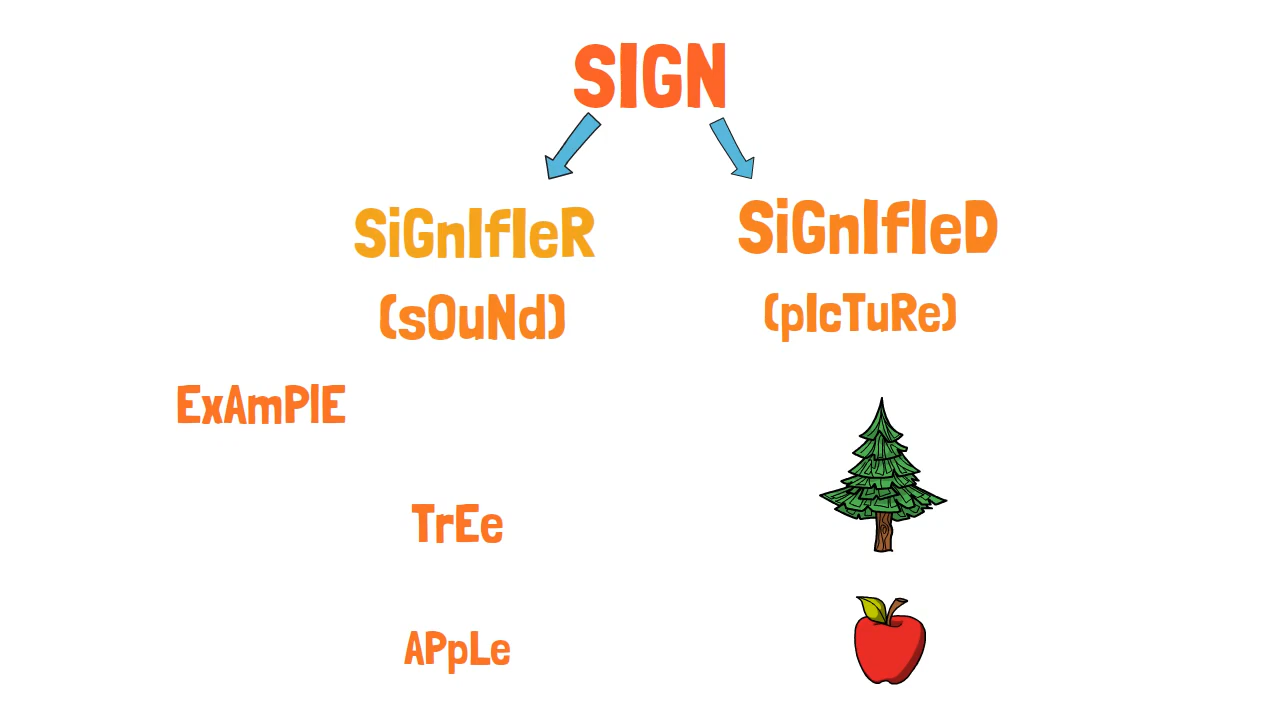 SIGN
SiGnIfIeR
SiGnIfIeD
(sOuNd)
(pIcTuRe)
ExAmPlE
TrEe
APpLe